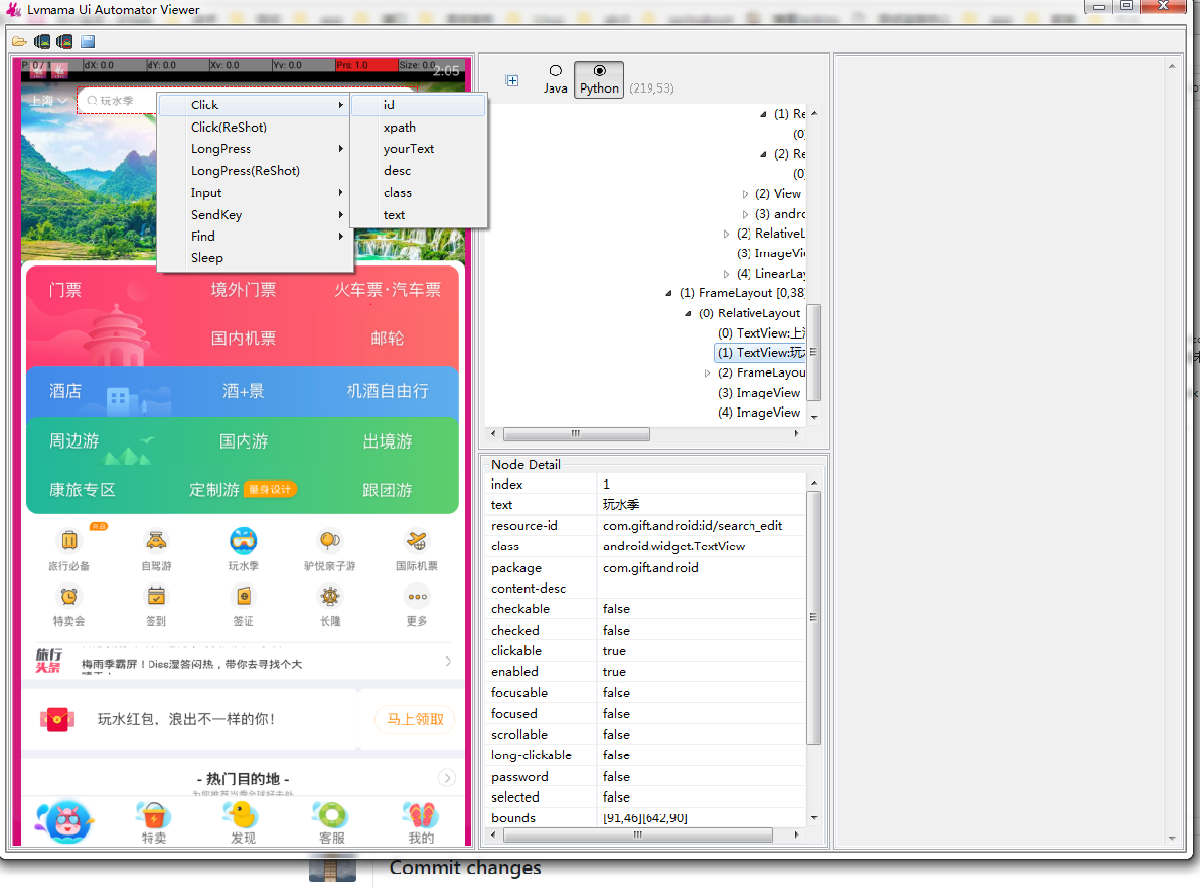 Lvmama Ui Automator Viewer
P: 0 / 1 dX: 0.0 dY: 0.0 Xv: 0.0 Yv: 0.0 Prs: 1.0 Size: 0.0
2:05
上海
玩水季
Click
Click(ReShot)
LongPress
LongPress(ReShot)
Input
SendKey
Find
Sleep
id
xpath
yourText
desc
class
text
门票 境外门票 火车票·汽车票
国内机票 邮轮
酒店 酒+景 机酒自由行
周边游 国内游 出境游
康旅专区 定制游 量身设计 跟团游
旅行必备 自驾游 玩水季 驴悦亲子游 国际机票
特卖会 签到 签证 长隆 更多
旅行
头条
梅雨季霸屏！Diss湿答闷热，带你去寻找个大
玩水红包，浪出不一样的你！
马上领取
- 热门目的地 -
为您推荐当季全球好去处
特卖 发现 客服 我的
Java Python (219,53)
(1) Re
(0)
(2) Re
(0)
(2) View
(3) andro
(2) RelativeL
(3) ImageVi
(4) LinearLay
(1) FrameLayout [0,38]
(0) RelativeLayout
(0) TextView:上海
(1) TextView:玩
(2) FrameLayou
(3) ImageView
(4) ImageView
Node Detail
index 1
text 玩水季
resource-id com.gift.android:id/search_edit
class android.widget.TextView
package com.gift.android
content-desc
checkable false
checked false
clickable true
enabled true
focusable false
focused false
scrollable false
long-clickable false
password false
selected false
bounds [91,46][642,90]
Commit changes